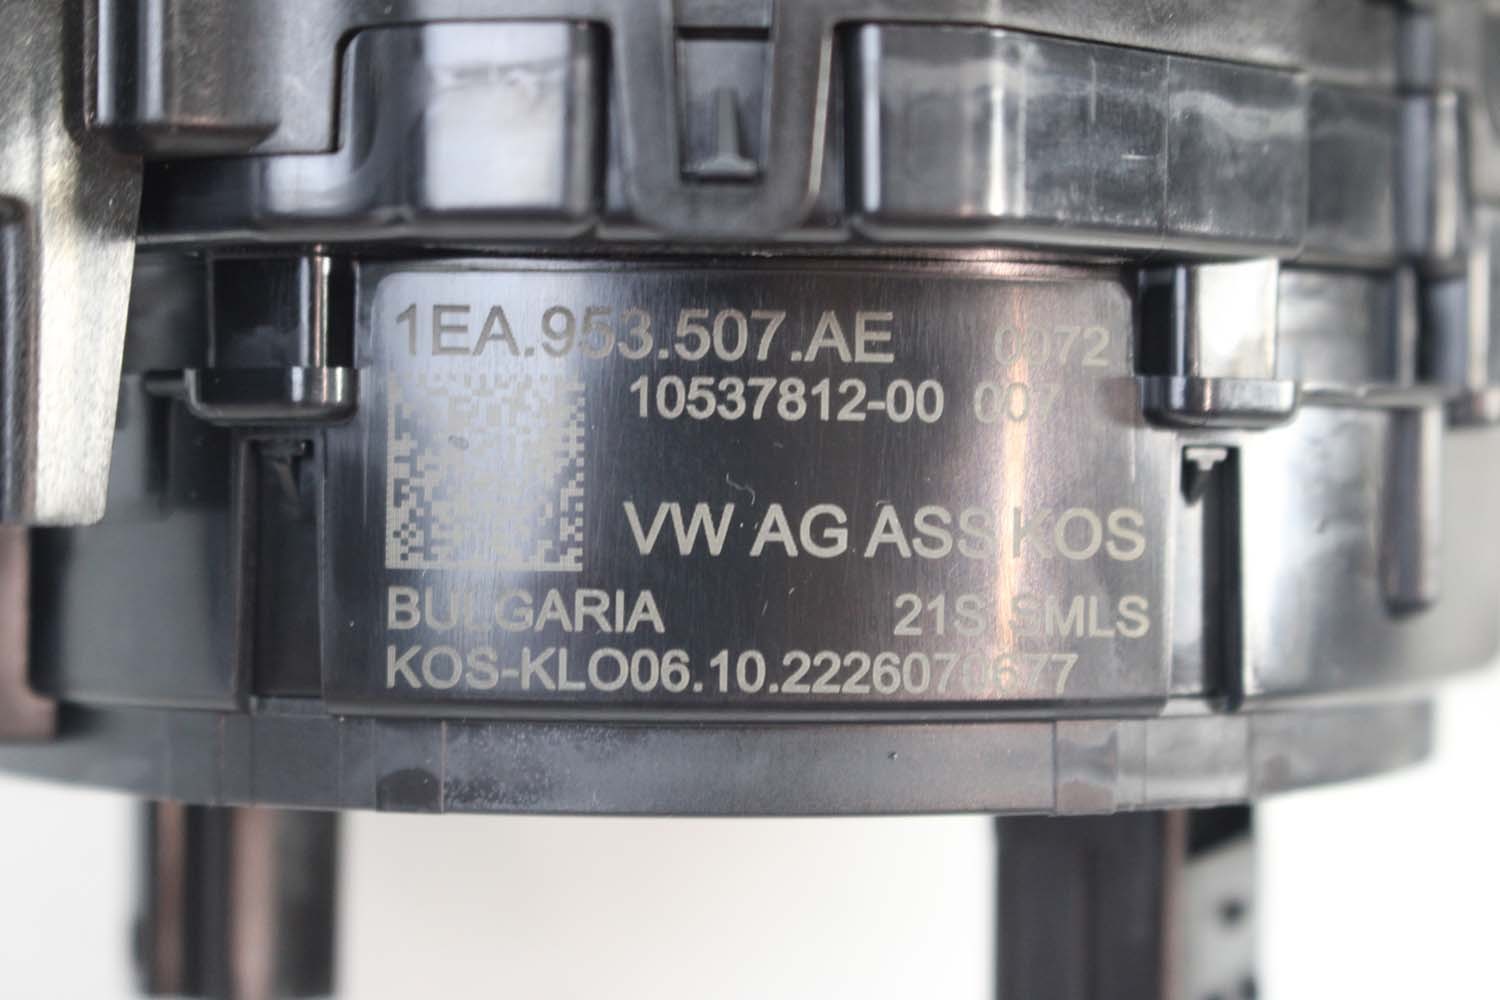 1EA.953.507.AE 0072
10537812-00 007
VW AG ASS KOS
BULGARIA 21S SMLS
KOS-KLO06.10.2226070677